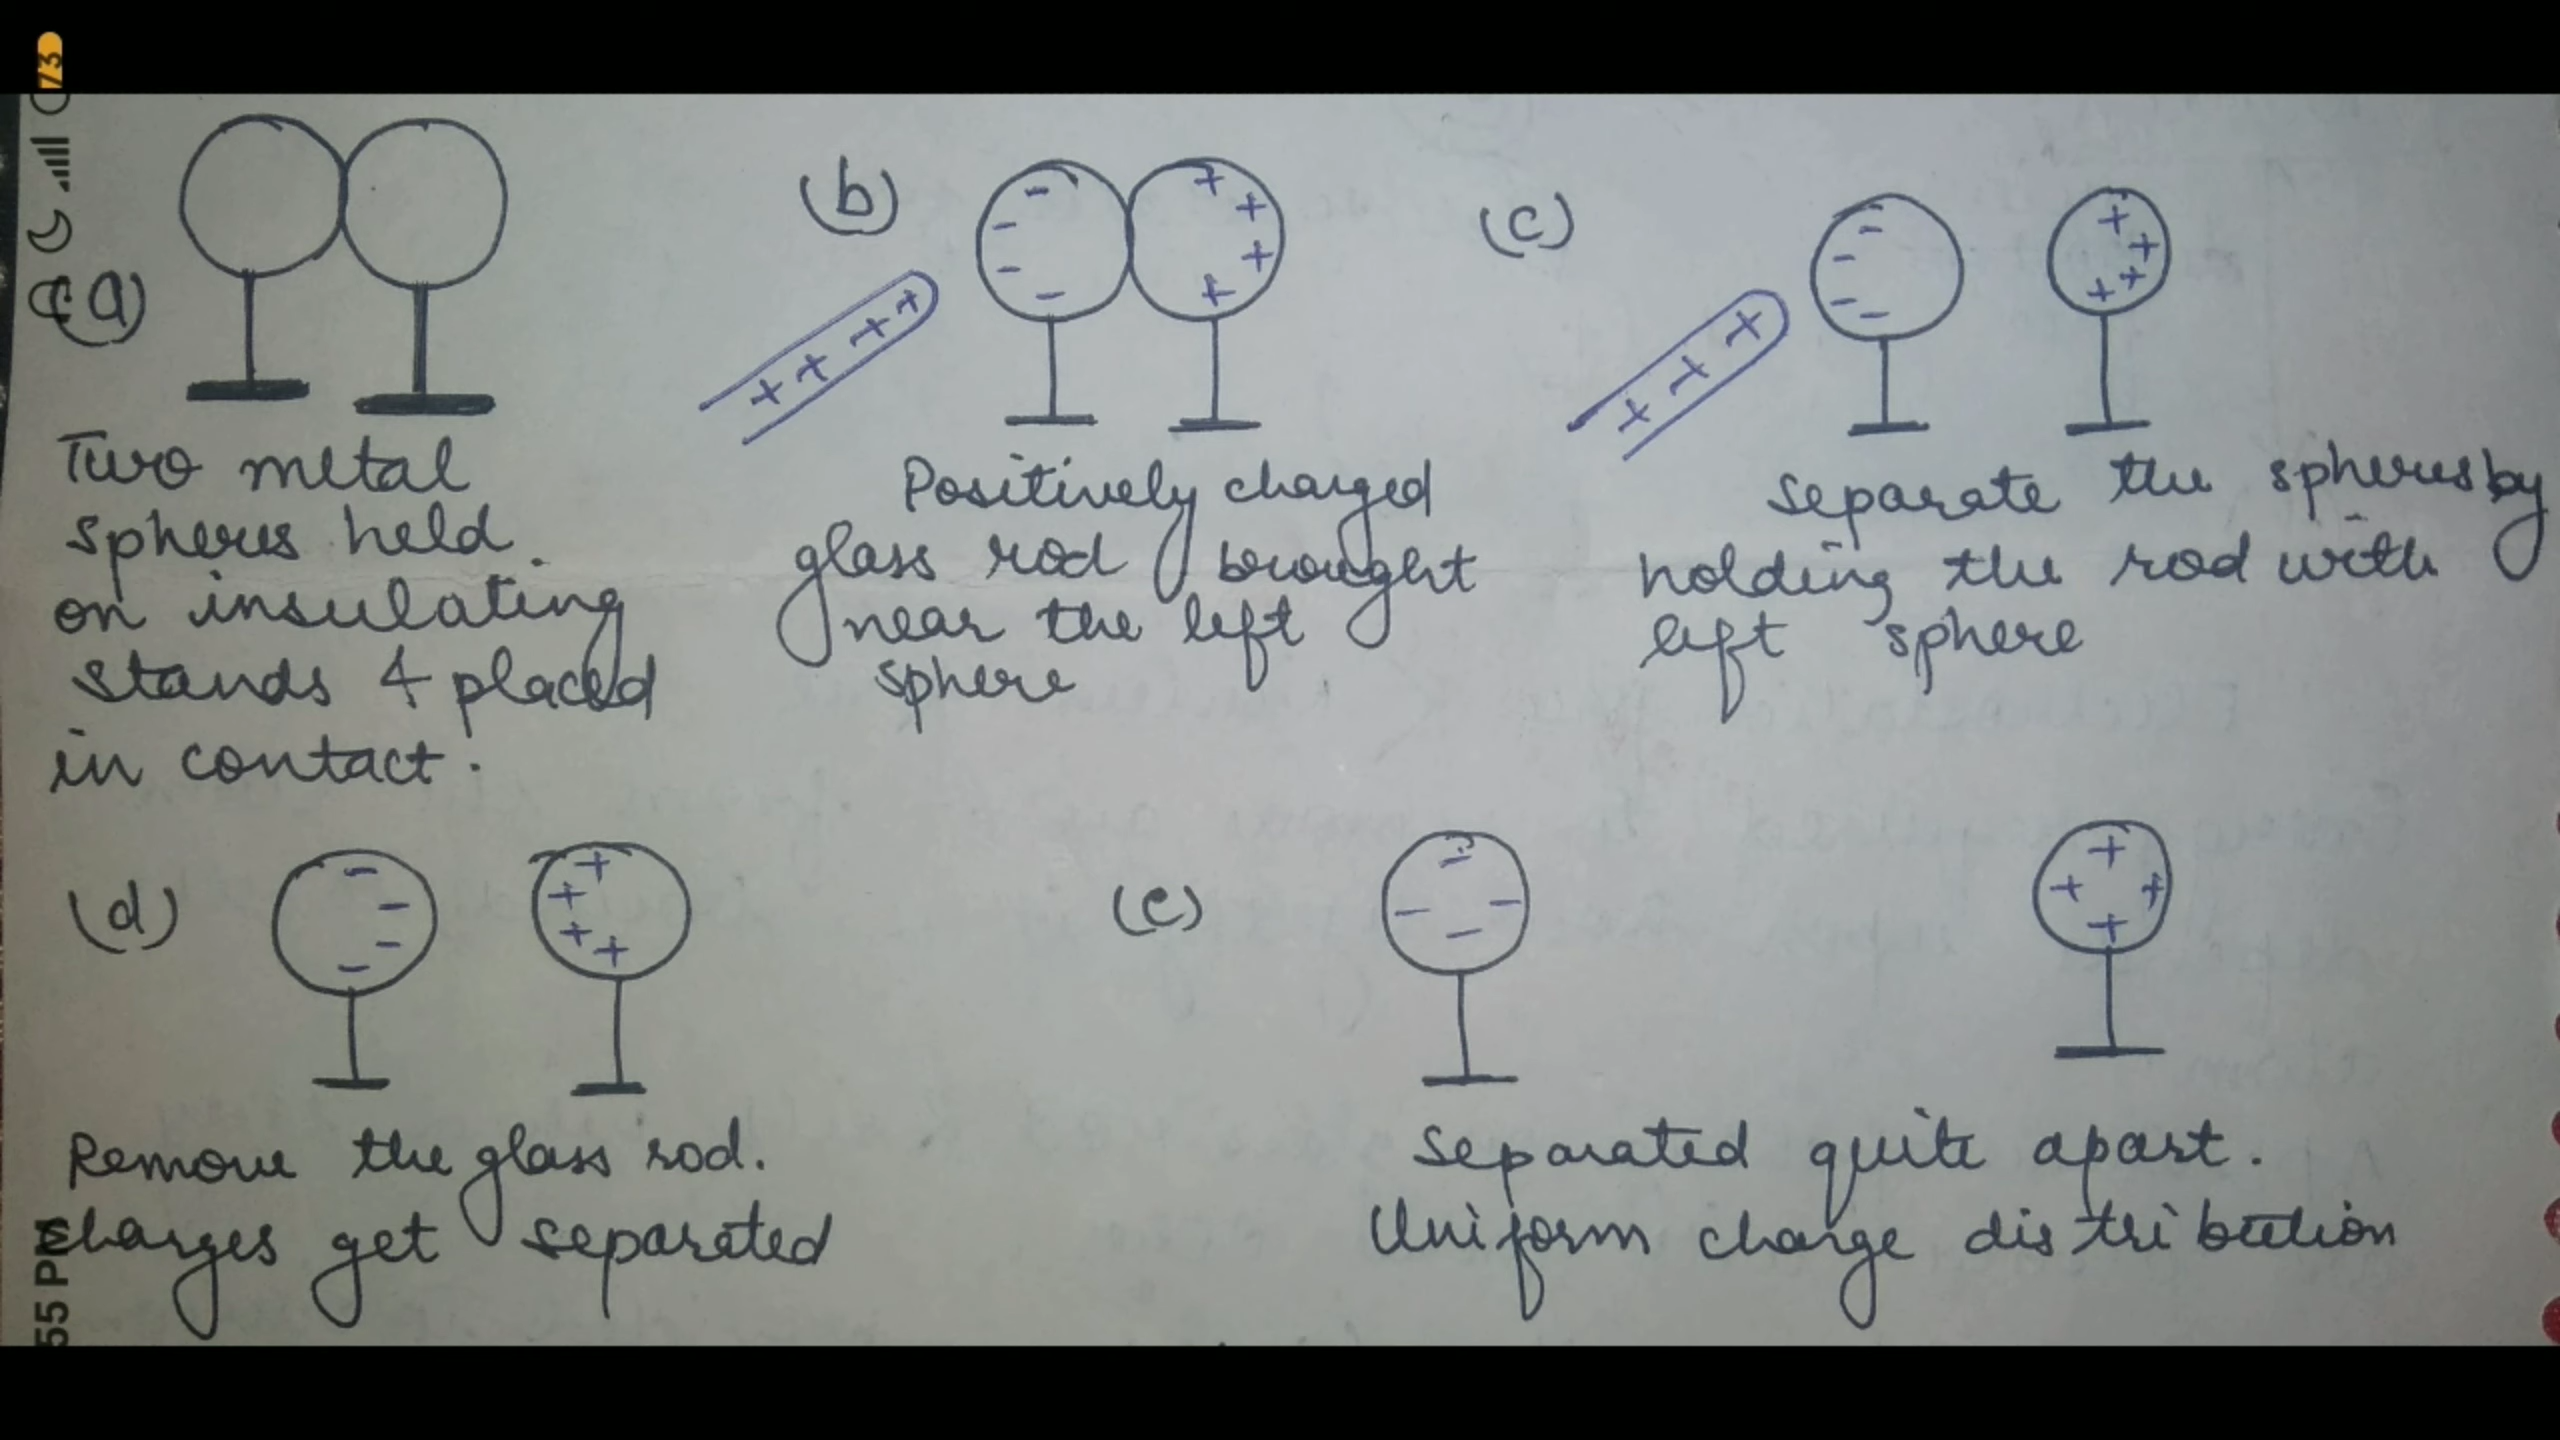 (a)
Two metal
spheres held
on insulating
stands & placed
in contact.
(b)
- - - -
+ + + +
+ + + +
Positively charged
glass rod brought
near the left
sphere
(c)
- - - -
+ + + +
+ + +
Separate the spheres by
holding the rod with
left sphere
(d)
- - - -
+ + + +
Remove the glass rod.
Charges get separated
(e)
- - - -
+ + + +
Separated quite apart.
Uniform charge distribution
73
55 P